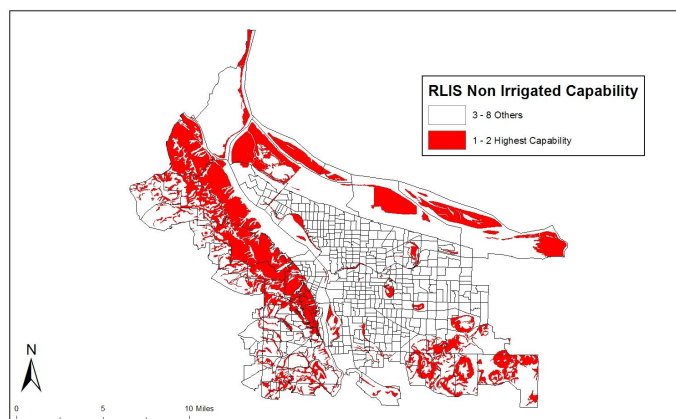 RLIS Non Irrigated Capability
3 - 8 Others
1 - 2 Highest Capability
N
0 5 10 Miles